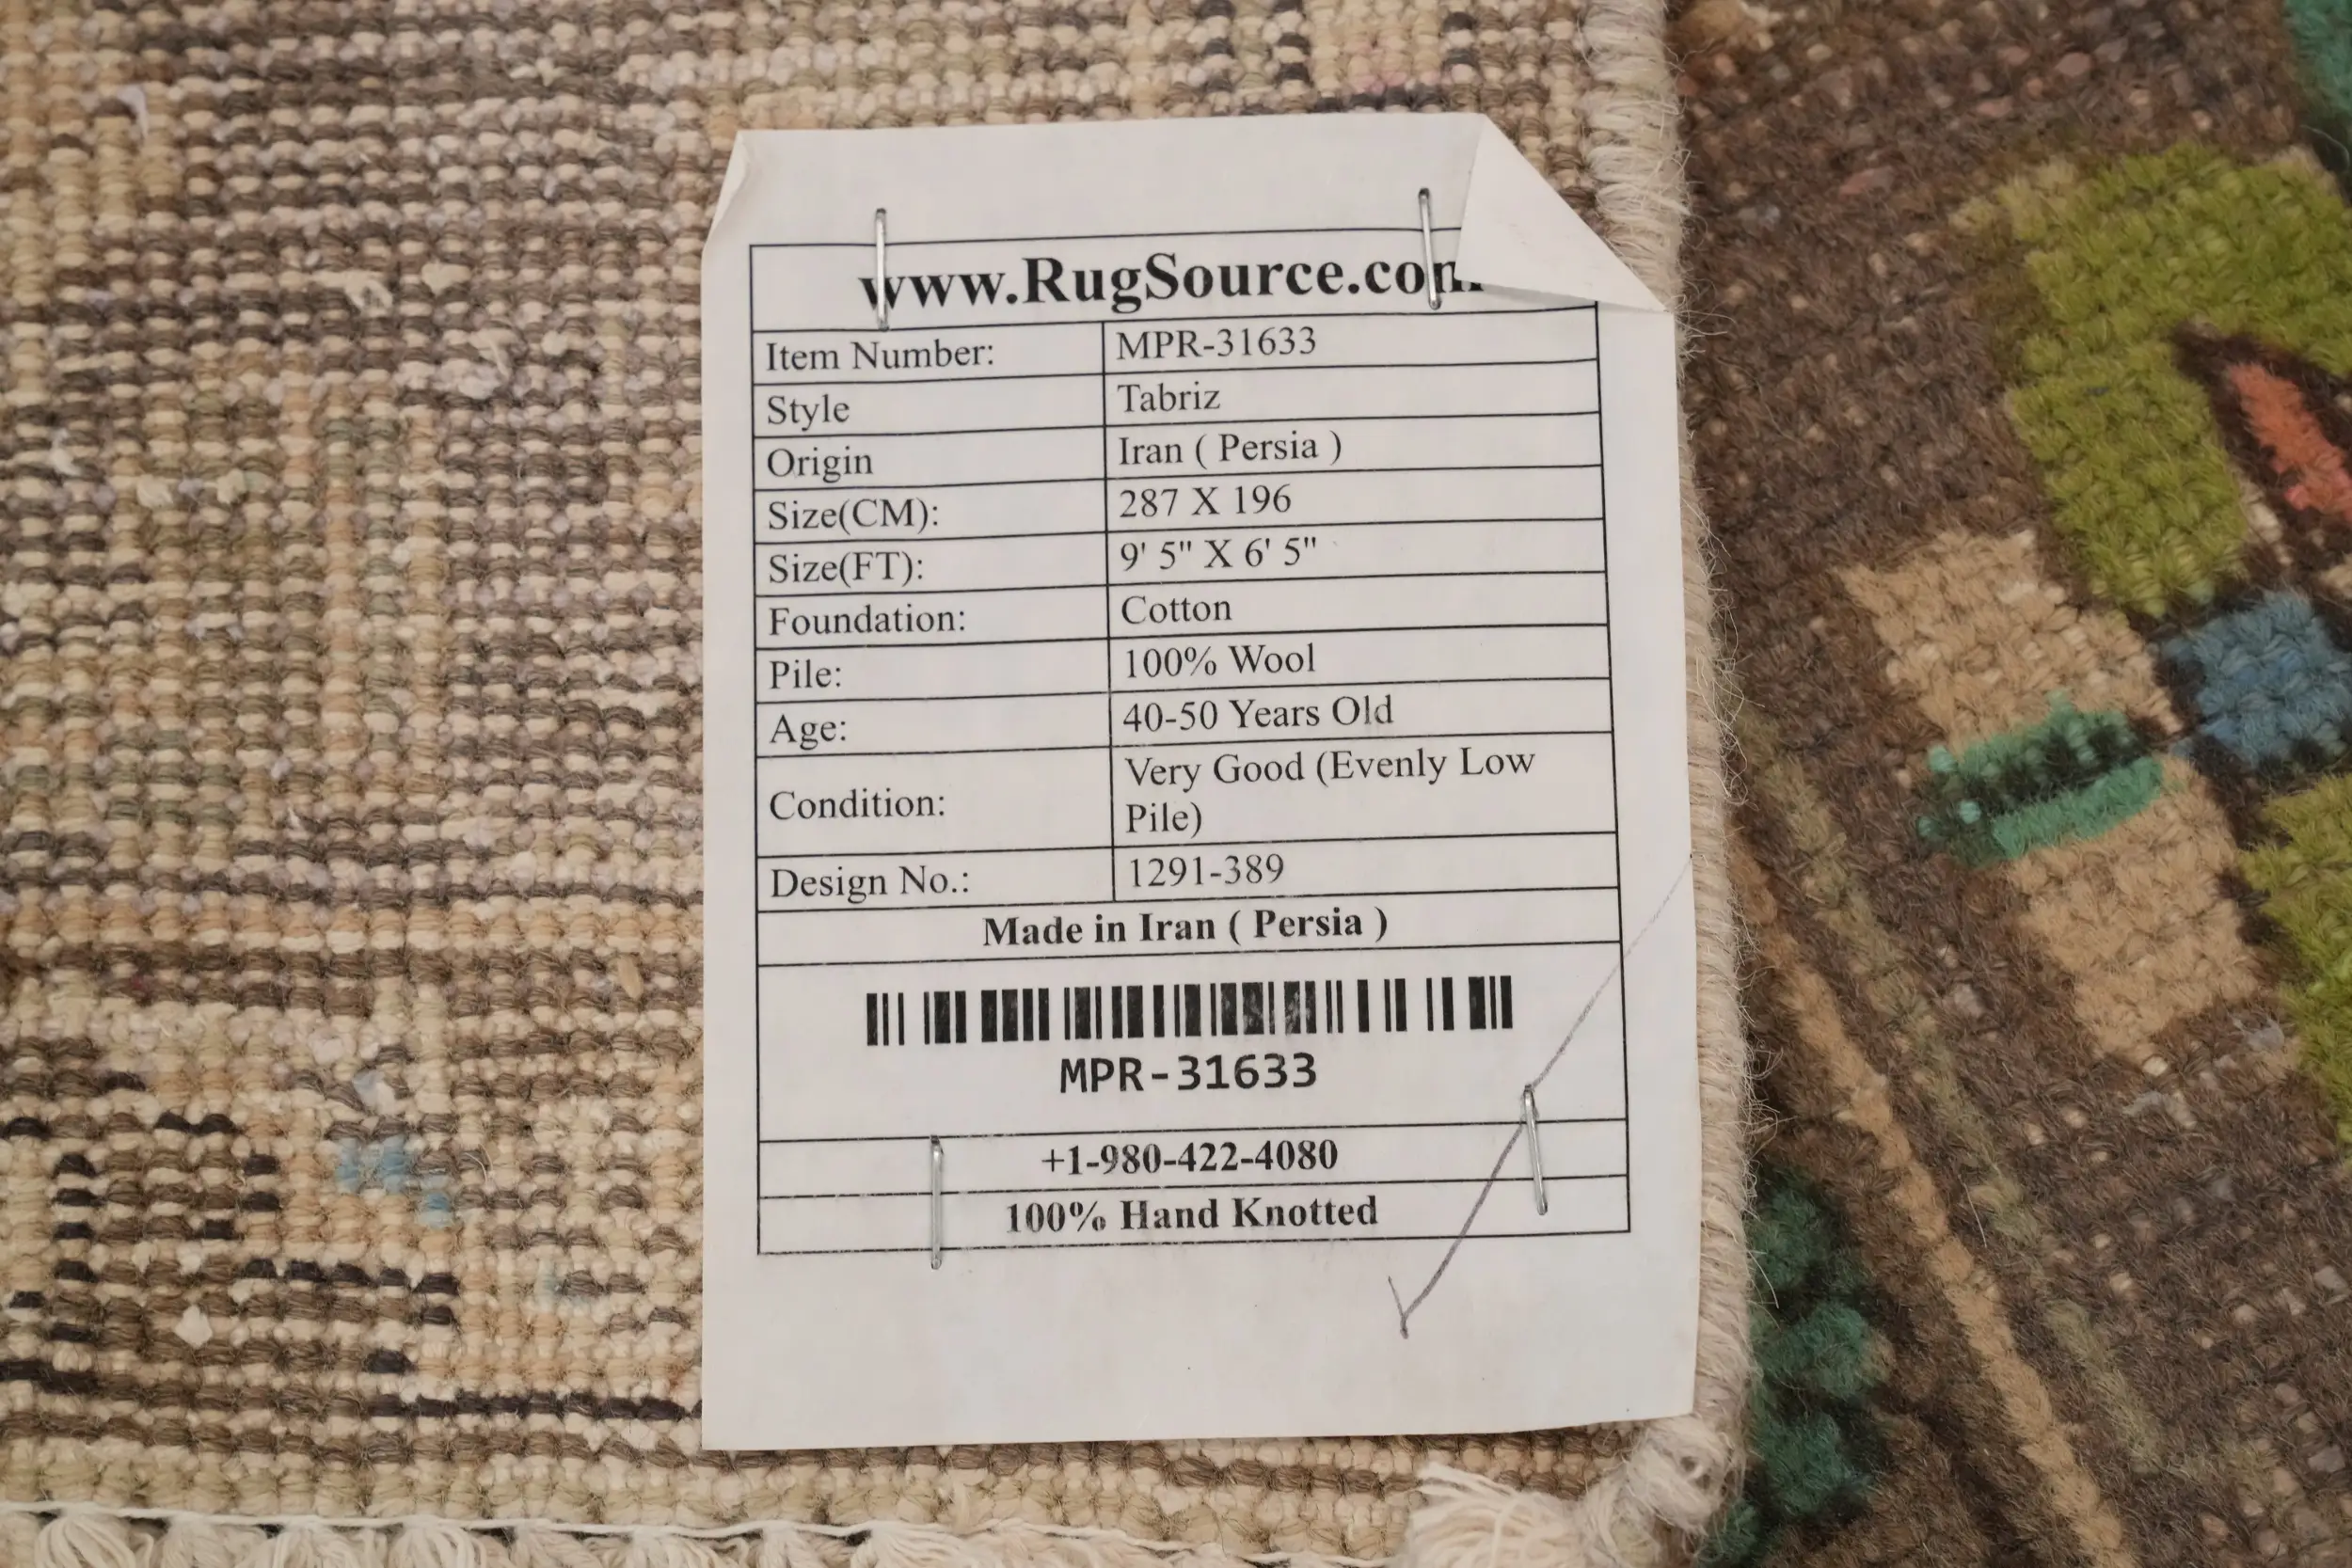 www.RugSource.com
Item Number: MPR-31633
Style Tabriz
Origin Iran ( Persia )
Size(CM): 287 X 196
Size(FT): 9' 5" X 6' 5"
Foundation: Cotton
Pile: 100% Wool
Age: 40-50 Years Old
Condition: Very Good (Evenly Low
Pile)
Design No.: 1291-389
Made in Iran ( Persia )
MPR-31633
+1-980-422-4080
100% Hand Knotted